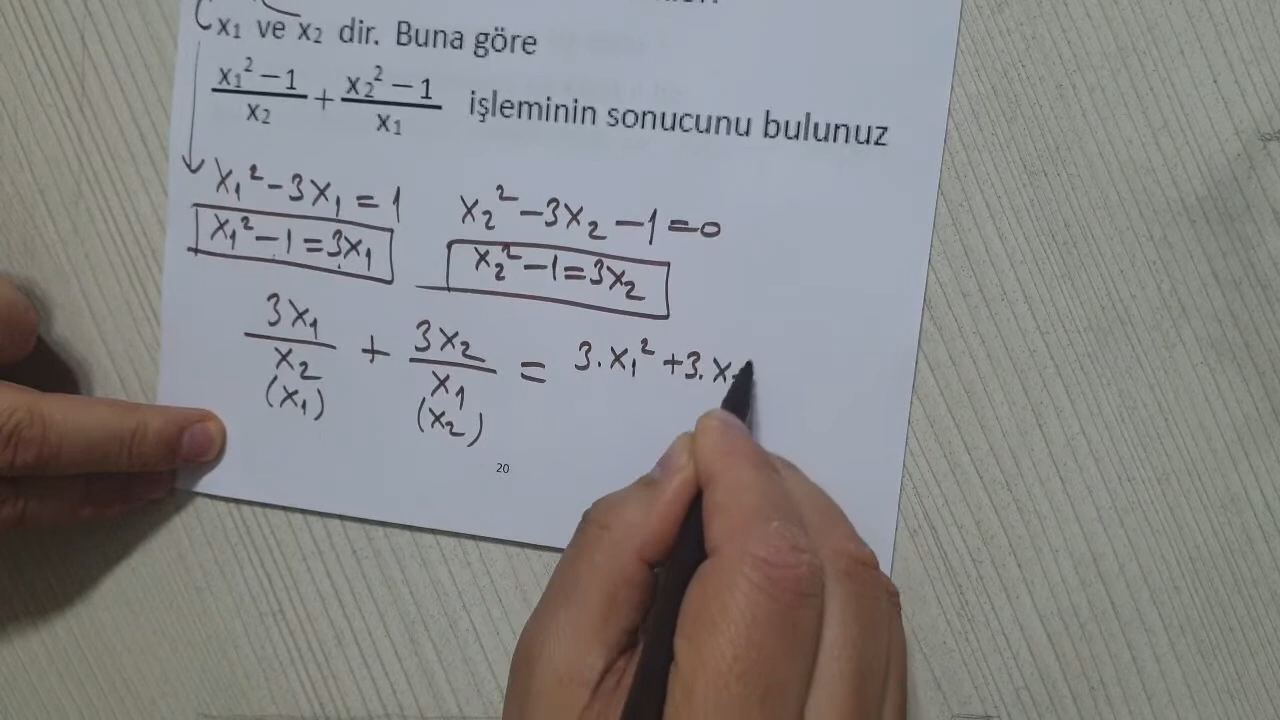 x₁ ve x₂ dir. Buna göre
x₁² – 1 / x₂ + x₂² – 1 / x₁ işleminin sonucunu bulunuz
x₁² – 3x₁ = 1 x₂² – 3x₂ – 1 = 0
x₁² – 1 = 3x₁ x₂² – 1 = 3x₂
3x₁ / x₂ + 3x₂ / x₁ = 3.x₁² + 3.x
(x₁) (x₂)
20